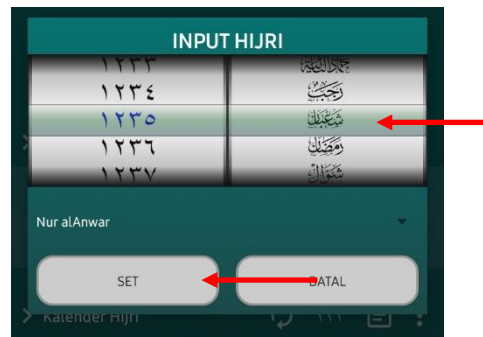 INPUT HIJRI
١٢٣٣ جمادى الثانية
١٢٣٤ رجب
١٢٣٥ شعبان
١٢٣٦ رمضان
١٢٣٧ شوال
Nur alAnwar
SET BATAL
Kalender Hijri